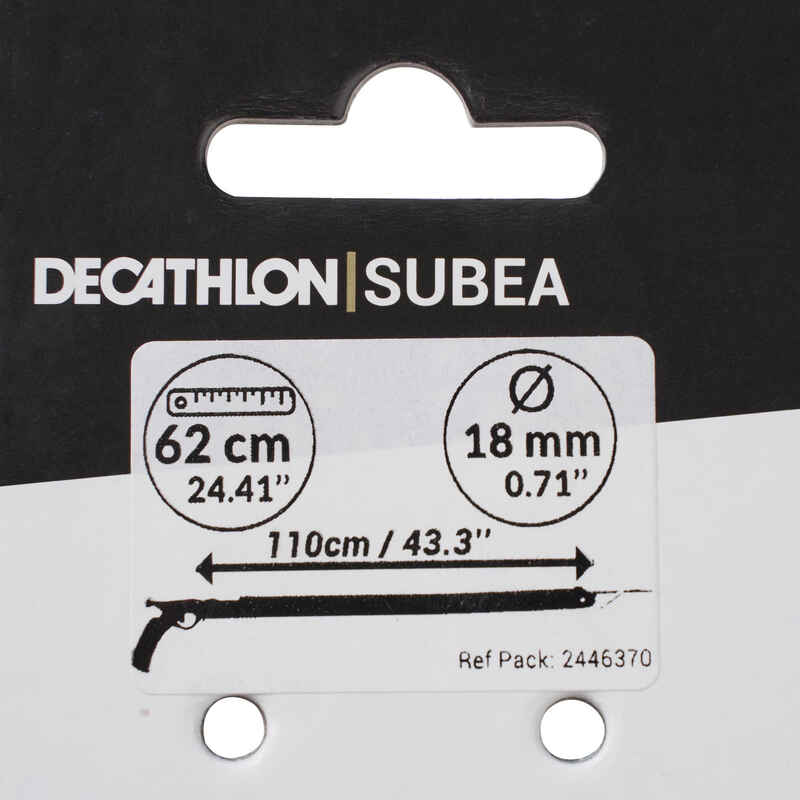 DECATHLON | SUBEA
62 cm
24.41”
Ø
18 mm
0.71”
110cm / 43.3”
Ref Pack: 2446370